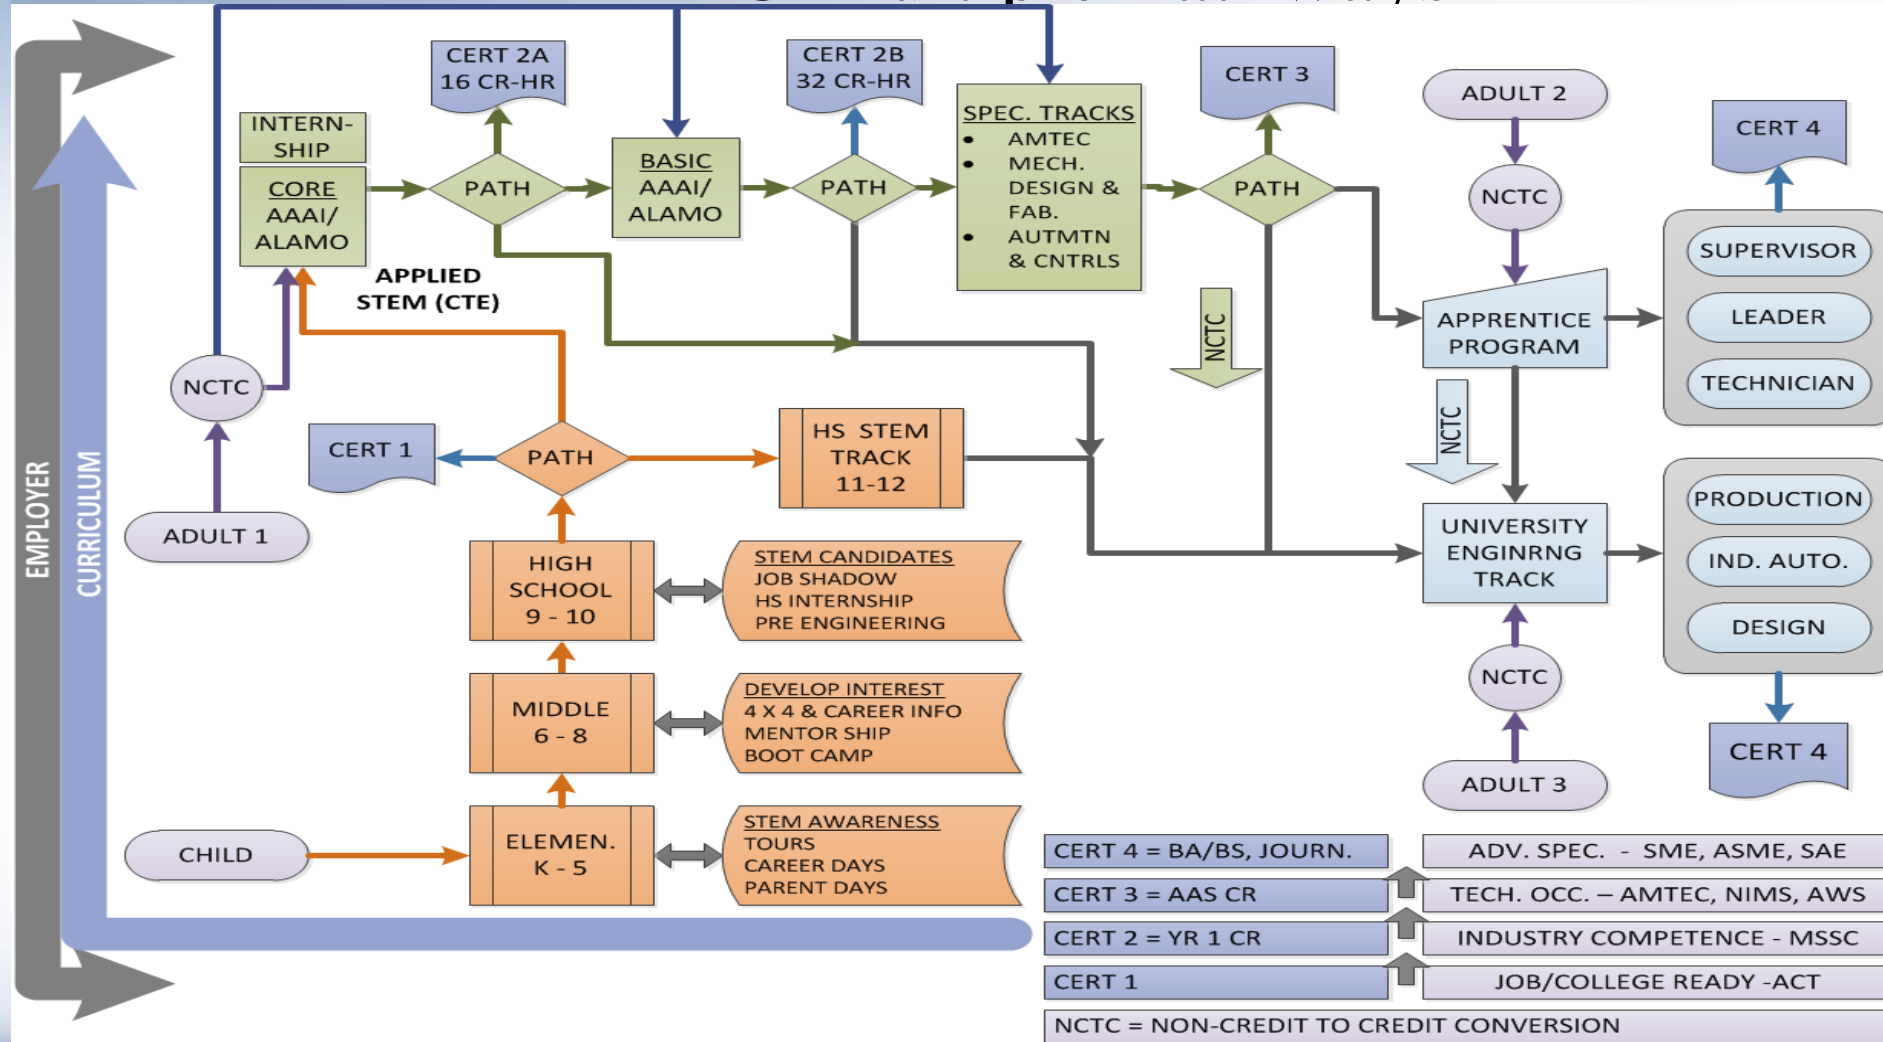 CERT 2A
16 CR-HR
CERT 2B
32 CR-HR
CERT 3
ADULT 2
CERT 4
INTERN-
SHIP
CORE
AAAI/
ALAMO
PATH
BASIC
AAAI/
ALAMO
PATH
SPEC. TRACKS
• AMTEC
• MECH.
DESIGN &
FAB.
• AUTMTN
& CNTRLS
PATH
NCTC
SUPERVISOR
LEADER
TECHNICIAN
APPLIED
STEM (CTE)
NCTC
APPRENTICE
PROGRAM
NCTC
NCTC
CERT 1
PATH
HS STEM
TRACK
11-12
EMPLOYER
CURRICULUM
ADULT 1
HIGH
SCHOOL
9 - 10
STEM CANDIDATES
JOB SHADOW
HS INTERNSHIP
PRE ENGINEERING
UNIVERSITY
ENGINRNG
TRACK
PRODUCTION
IND. AUTO.
DESIGN
NCTC
MIDDLE
6 - 8
DEVELOP INTEREST
4 X 4 & CAREER INFO
MENTOR SHIP
BOOT CAMP
ADULT 3
CERT 4
CHILD
ELEMEN.
K - 5
STEM AWARENESS
TOURS
CAREER DAYS
PARENT DAYS
CERT 4 = BA/BS, JOURN.
ADV. SPEC. - SME, ASME, SAE
CERT 3 = AAS CR
TECH. OCC. – AMTEC, NIMS, AWS
CERT 2 = YR 1 CR
INDUSTRY COMPETENCE - MSSC
CERT 1
JOB/COLLEGE READY -ACT
NCTC = NON-CREDIT TO CREDIT CONVERSION